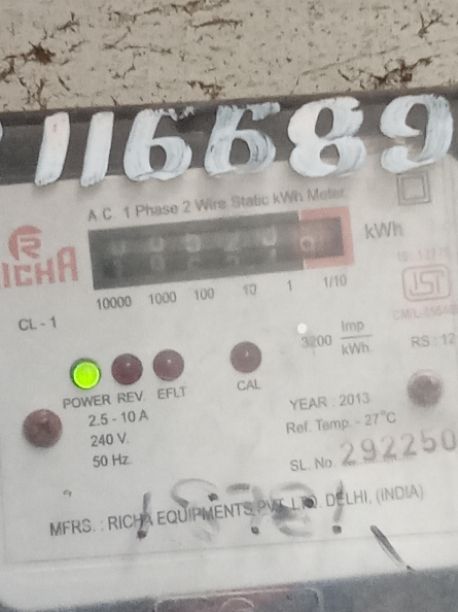 116689
A.C. 1 Phase 2 Wire Static kWh Meter
kWh
RICHA
10000 1000 100 10 1 1/10
CL - 1
3200 Imp
kWh
RS : 12
POWER REV. EFLT CAL
2.5 - 10 A
240 V.
50 Hz.
YEAR : 2013
Ref. Temp. - 27°C
SL. No. 292250
MFRS. : RICHA EQUIPMENTS PVT. LTD. DELHI, (INDIA)